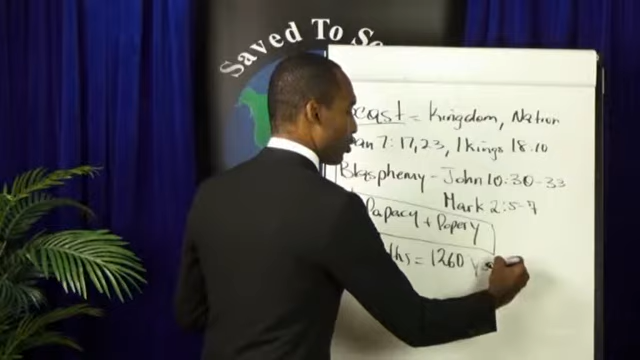 Saved To Se
east = Kingdom, Nation
an 7:17,23, 1 Kings 18:10
Blasphemy - John 10:30-33
Mark 2:5-7
Papacy + Popery
ths = 1260 y